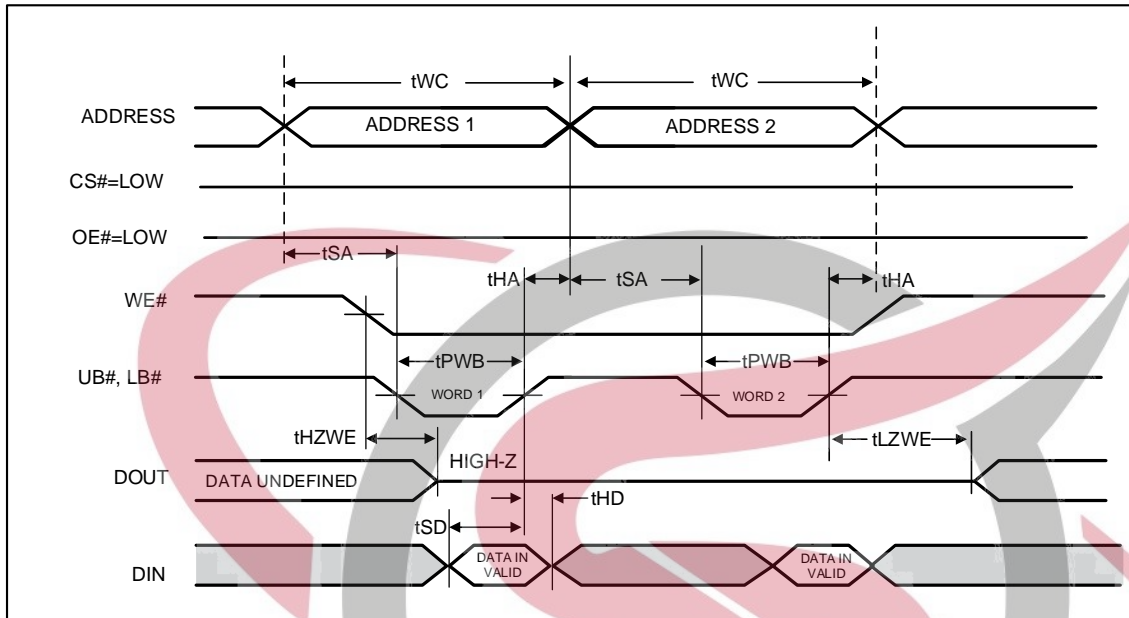 tWC tWC
ADDRESS ADDRESS 1 ADDRESS 2
CS#=LOW
OE#=LOW
tSA tHA tSA tHA
WE#
tPWB tPWB
UB#, LB# WORD 1 WORD 2
tHZWE tLZWE
HIGH-Z
DOUT DATA UNDEFINED
tHD
tSD
DIN DATA IN VALID DATA IN VALID